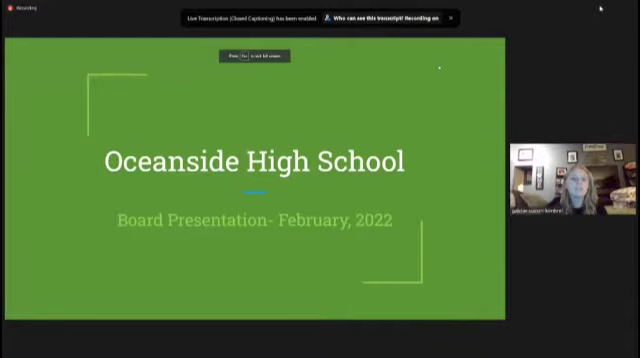 Recording
Live Transcription (Closed Captioning) has been enabled
Who can see this transcript? Recording on
Oceanside High School
Board Presentation- February, 2022